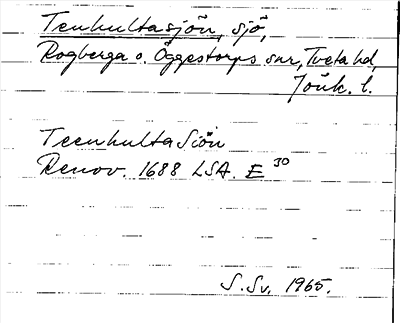 Tenhultasjön, sjö,
Rogberga o. Öggestorps snr, Tveta hd
Jönk. l.
Teenhulta Siön
Renov. 1688 LSA. E 30
S. Sv. 1965.